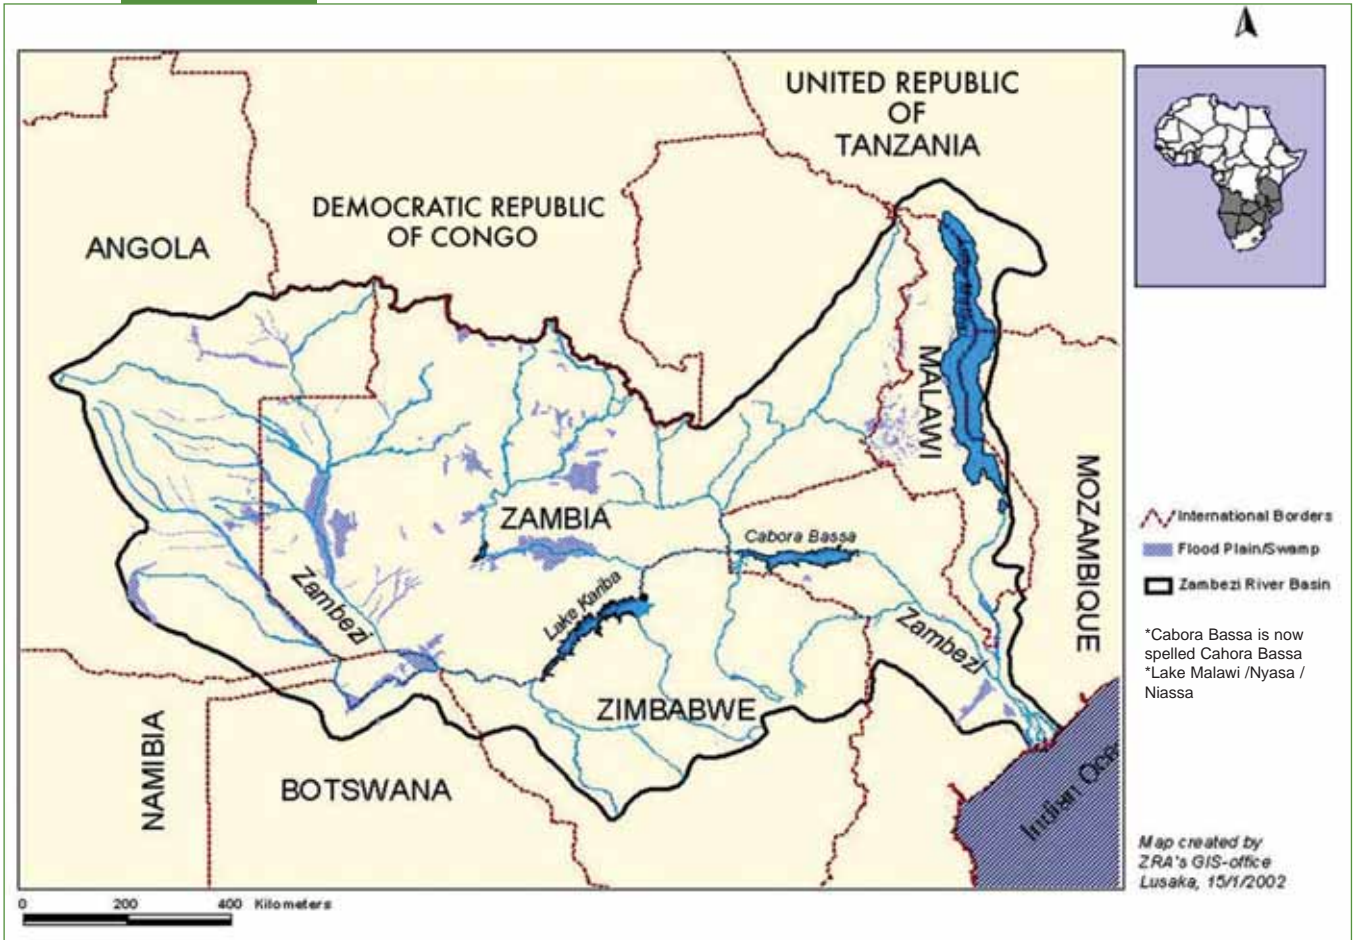 UNITED REPUBLIC
OF
TANZANIA
DEMOCRATIC REPUBLIC
OF CONGO
ANGOLA
MALAWI
MOZAMBIQUE
ZAMBIA
Cabora Bassa
Zambezi
Lake Kariba
Zambezi
ZIMBABWE
NAMIBIA
BOTSWANA
Indian
International Borders
Flood Plain/Swamp
Zambezi River Basin
*Cabora Bassa is now
spelled Cahora Bassa
*Lake Malawi /Nyasa /
Niassa
Map created by
ZRA's GIS-office
Lusaka, 15/1/2002
0 200 400 Kilometers